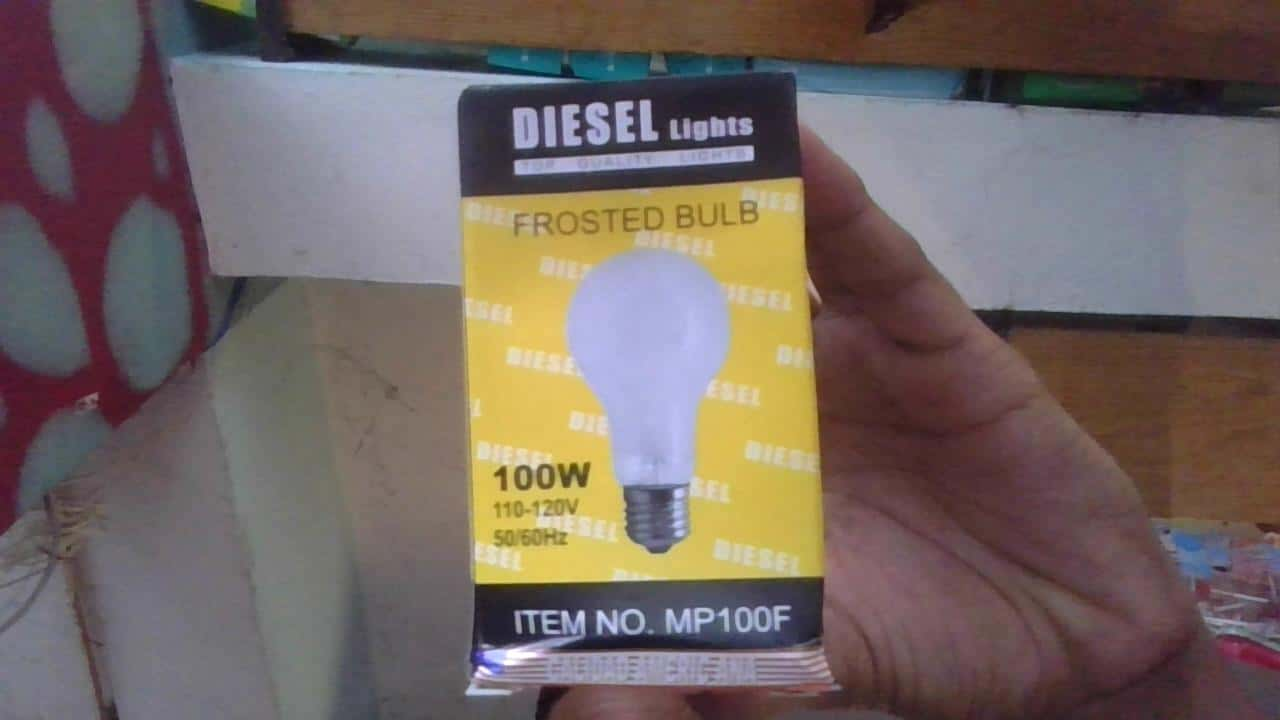 DIESEL Lights
TOP QUALITY LIGHTS
FROSTED BULB
100W
110-120V
50/60Hz
ITEM NO. MP100F